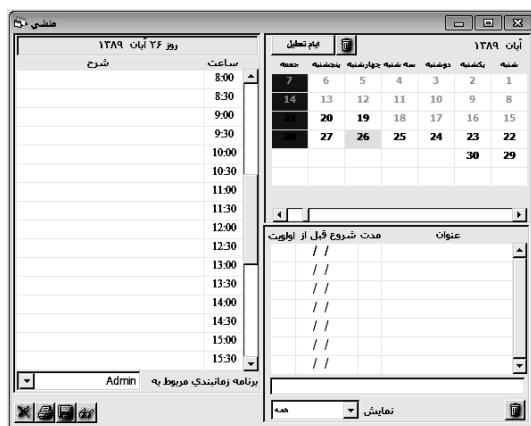 منشي
آبان ۱۳۸۹
ایام تعطیل
شنبه یکشنبه دوشنبه سه شنبه چهارشنبه پنجشنبه جمعه
1 2 3 4 5 6 7
8 9 10 11 12 13 14
15 16 17 18 19 20 21
22 23 24 25 26 27 28
29 30
عنوان مدت شروع قبل از اولویت
/ /
/ /
/ /
/ /
/ /
/ /
/ /
نمایش همه
روز ۲۶ آبان ۱۳۸۹
ساعت شرح
8:00
8:30
9:00
9:30
10:00
10:30
11:00
11:30
12:00
12:30
13:00
13:30
14:00
14:30
15:00
15:30
برنامه زمانبندي مربوط به Admin